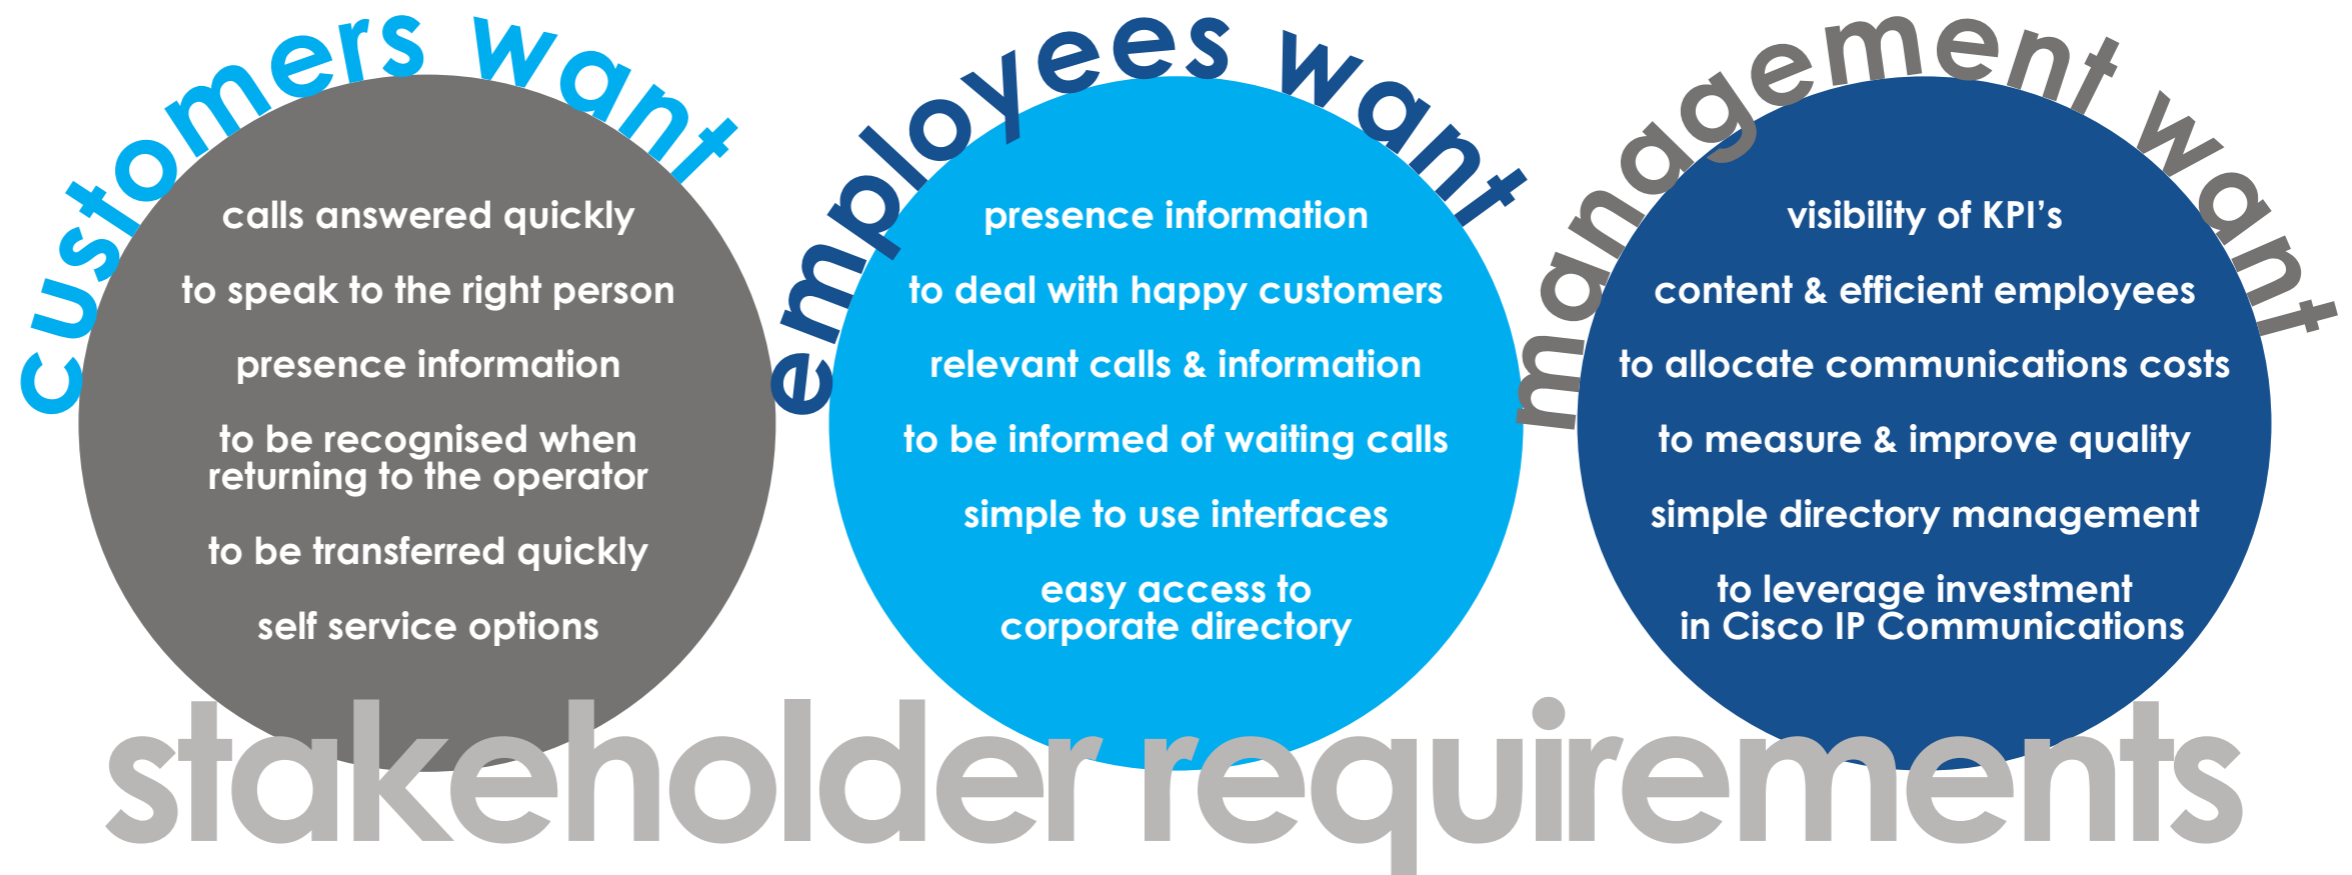 customers want
calls answered quickly
to speak to the right person
presence information
to be recognised when
returning to the operator
to be transferred quickly
self service options
employees want
presence information
to deal with happy customers
relevant calls & information
to be informed of waiting calls
simple to use interfaces
easy access to
corporate directory
management want
visibility of KPI’s
content & efficient employees
to allocate communications costs
to measure & improve quality
simple directory management
to leverage investment
in Cisco IP Communications
stakeholder requirements